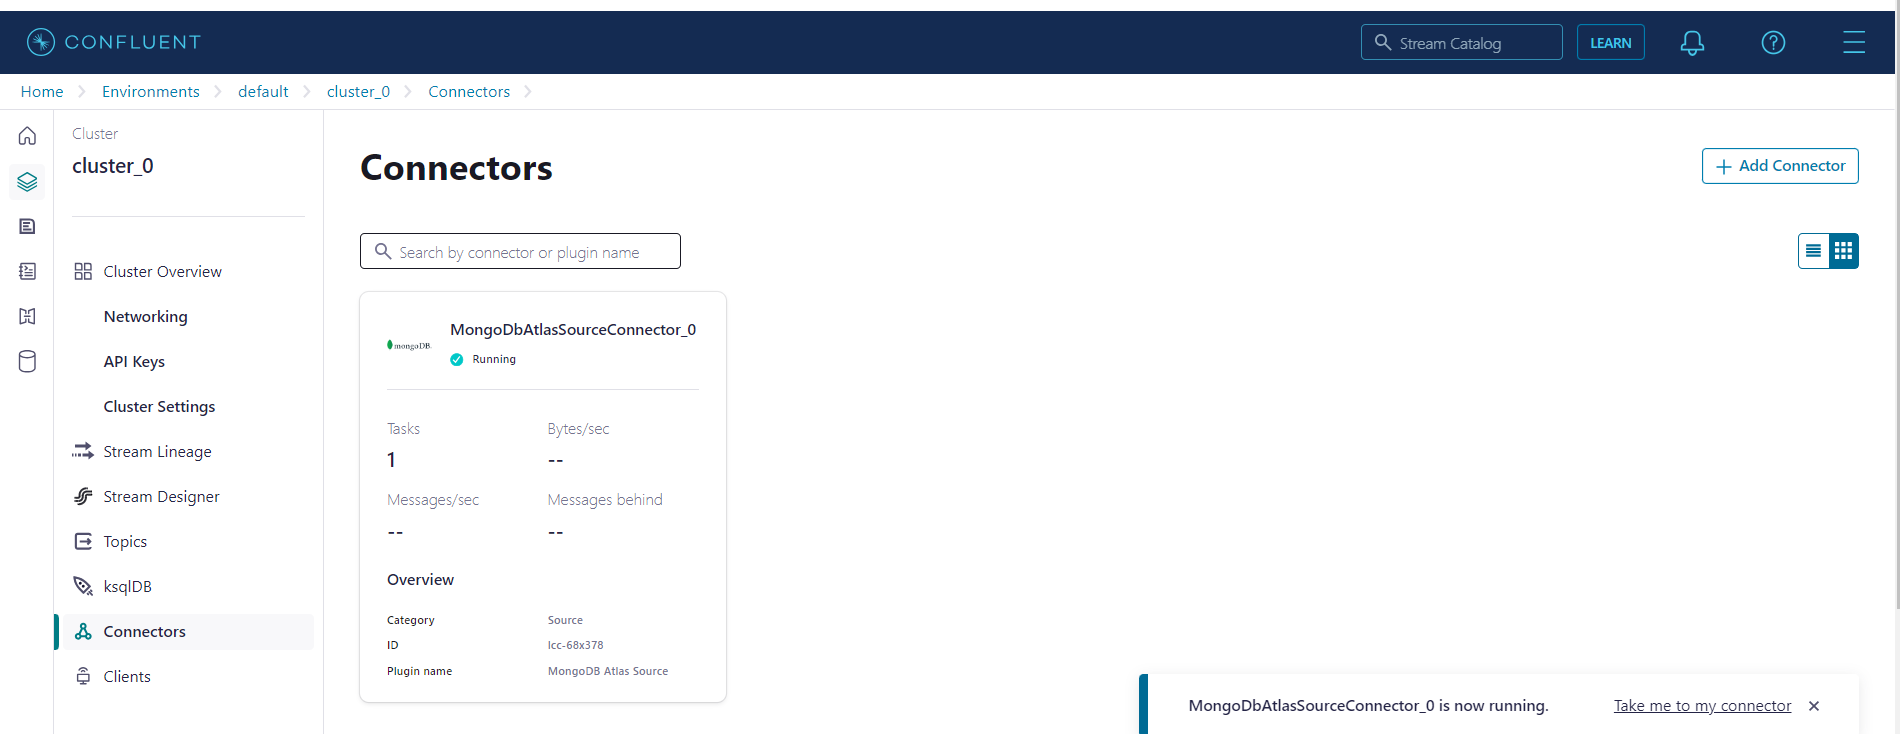 CONFLUENT
Stream Catalog
LEARN
Home
Environments
default
cluster_0
Connectors
Cluster
cluster_0
Cluster Overview
Networking
API Keys
Cluster Settings
Stream Lineage
Stream Designer
Topics
ksqlDB
Connectors
Clients
Connectors
Add Connector
Search by connector or plugin name
mongoDB.
MongoDbAtlasSourceConnector_0
Running
Tasks
1
Bytes/sec
--
Messages/sec
--
Messages behind
--
Overview
Category Source
ID lcc-68x378
Plugin name MongoDB Atlas Source
MongoDbAtlasSourceConnector_0 is now running. Take me to my connector